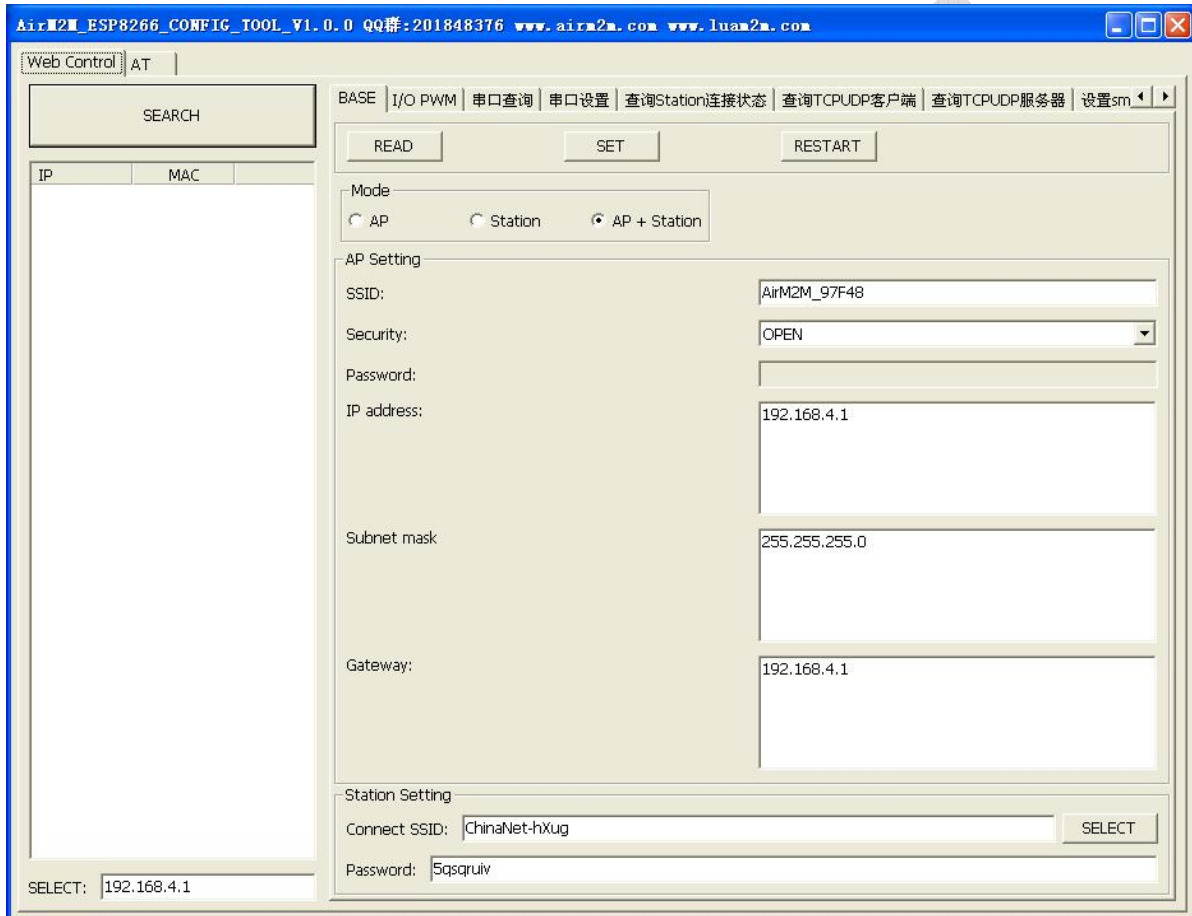 AirM2M_ESP8266_CONFIG_TOOL_V1.0.0 QQ群:201848376 www.airm2m.com www.luam2m.com
Web Control AT
SEARCH
IP MAC
SELECT: 192.168.4.1
BASE I/O PWM 串口查询 串口设置 查询Station连接状态 查询TCPUDP客户端 查询TCPUDP服务器 设置sm
READ SET RESTART
Mode
AP Station AP + Station
AP Setting
SSID: AirM2M_97F48
Security: OPEN
Password:
IP address: 192.168.4.1
Subnet mask 255.255.255.0
Gateway: 192.168.4.1
Station Setting
Connect SSID: ChinaNet-hXug SELECT
Password: 5qsqruiv